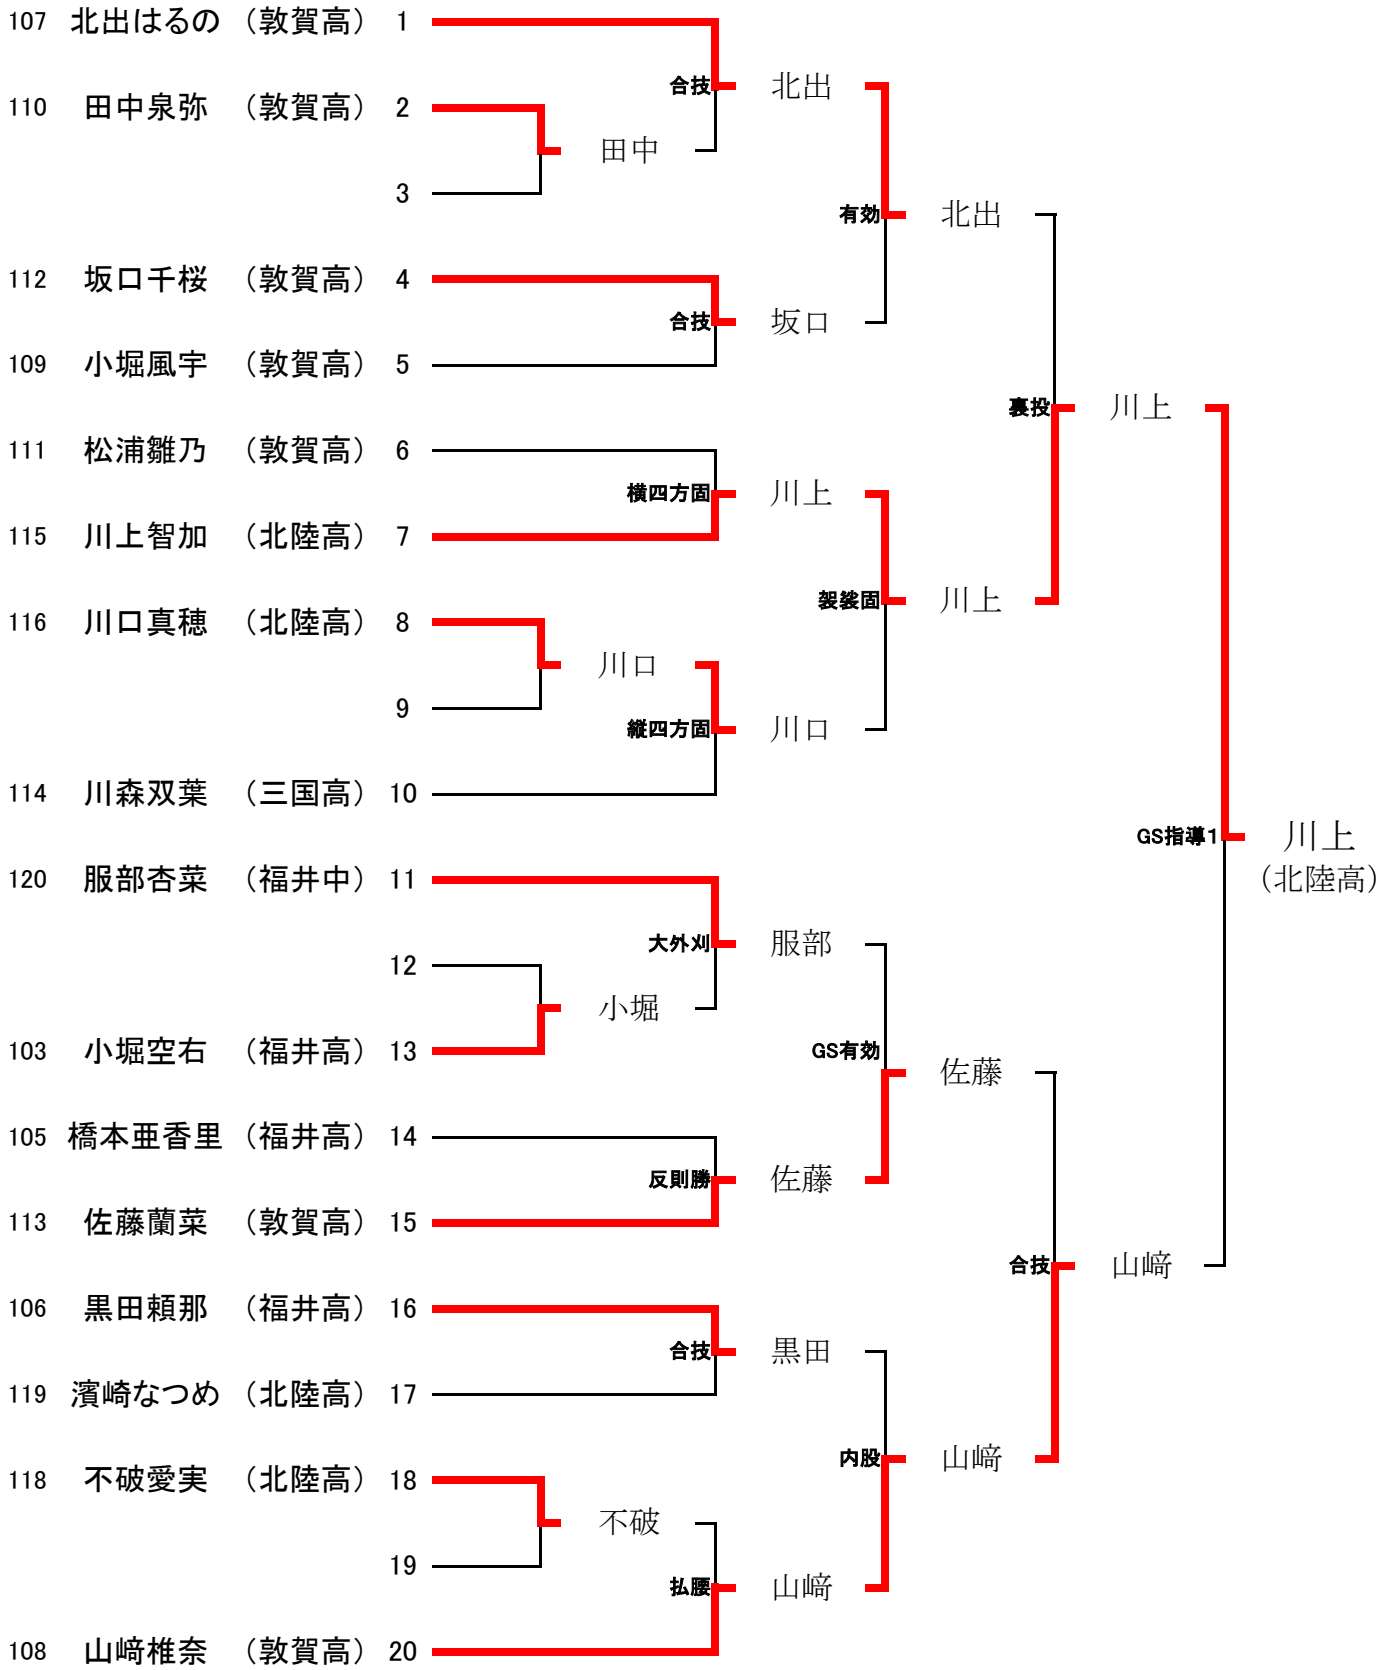 107 北出はるの （敦賀高） 1
合技 北出
110 田中泉弥 （敦賀高） 2
田中
3
有効 北出
112 坂口千桜 （敦賀高） 4
合技 坂口
109 小堀風宇 （敦賀高） 5
裏投 川上
111 松浦雛乃 （敦賀高） 6
横四方固 川上
115 川上智加 （北陸高） 7
袈裟固 川上
116 川口真穂 （北陸高） 8
川口
9
縦四方固 川口
114 川森双葉 （三国高） 10
GS指導1 川上
（北陸高）
120 服部杏菜 （福井中） 11
大外刈 服部
12
小堀
103 小堀空右 （福井高） 13
GS有効 佐藤
105 橋本亜香里 （福井高） 14
反則勝 佐藤
113 佐藤蘭菜 （敦賀高） 15
合技 山﨑
106 黒田頼那 （福井高） 16
合技 黒田
119 濱崎なつめ （北陸高） 17
内股 山﨑
118 不破愛実 （北陸高） 18
不破
19
払腰 山﨑
108 山﨑椎奈 （敦賀高） 20